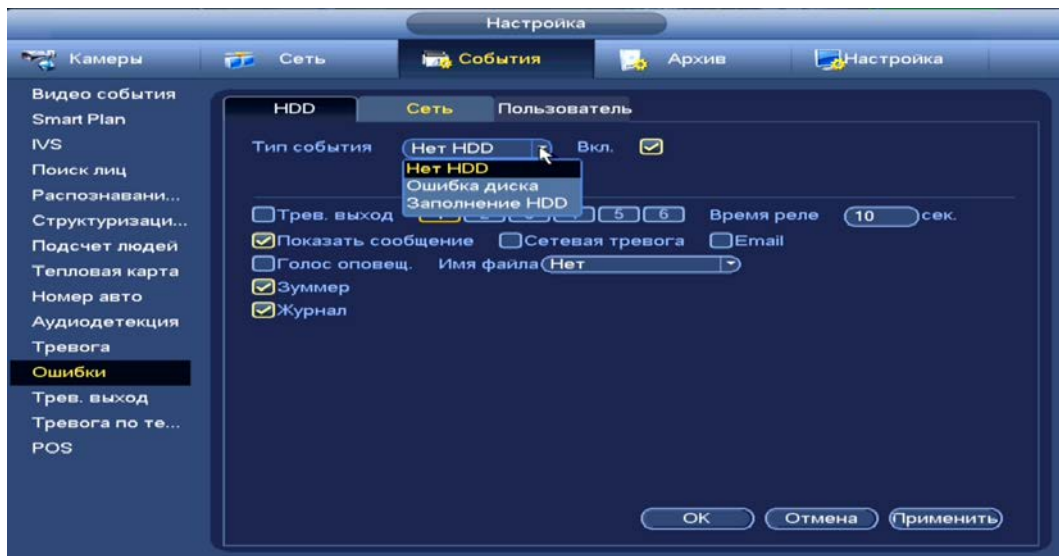 Настройка
Камеры Сеть События Архив Настройка
Видео события
Smart Plan
IVS
Поиск лиц
Распознавани...
Структуризаци...
Подсчет людей
Тепловая карта
Номер авто
Аудиодетекция
Тревога
Ошибки
Трев. выход
Тревога по те...
POS
HDD Сеть Пользователь
Тип события Нет HDD Вкл.
Нет HDD
Ошибка диска
Заполнение HDD
Трев. выход 5 6 Время реле 10 сек.
Показать сообщение Сетевая тревога Email
Голос оповещ. Имя файла Нет
Зуммер
Журнал
OK Отмена Применить